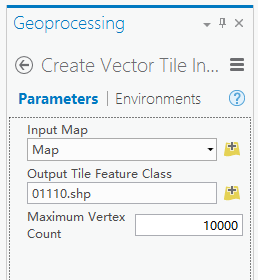 Geoprocessing
Create Vector Tile In...
Parameters | Environments
Input Map
Map
Output Tile Feature Class
01110.shp
Maximum Vertex
Count
10000